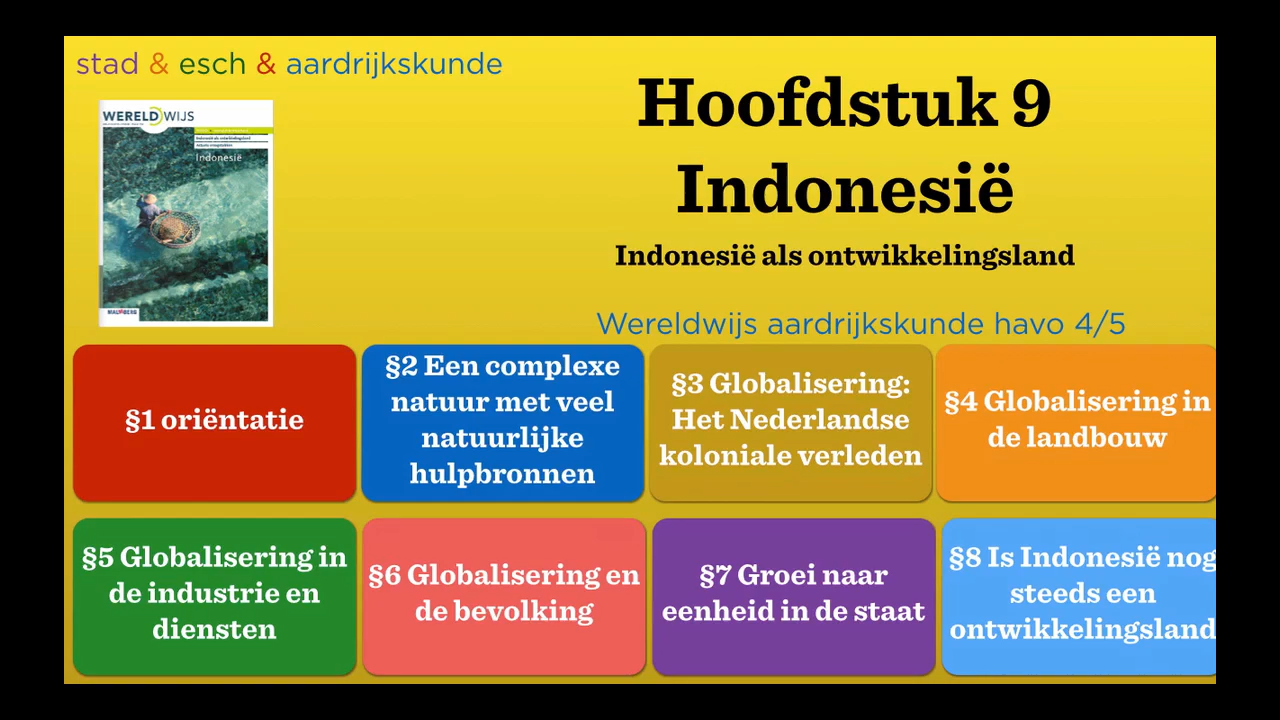 stad & esch & aardrijkskunde
Hoofdstuk 9
Indonesië
Indonesië als ontwikkelingsland
WERELDWIJS
Indonesië
MALMBERG
Wereldwijs aardrijkskunde havo 4/5
§1 oriëntatie
§2 Een complexe
natuur met veel
natuurlijke
hulpbronnen
§3 Globalisering:
Het Nederlandse
koloniale verleden
§4 Globalisering in
de landbouw
§5 Globalisering in
de industrie en
diensten
§6 Globalisering en
de bevolking
§7 Groei naar
eenheid in de staat
§8 Is Indonesië nog
steeds een
ontwikkelingsland